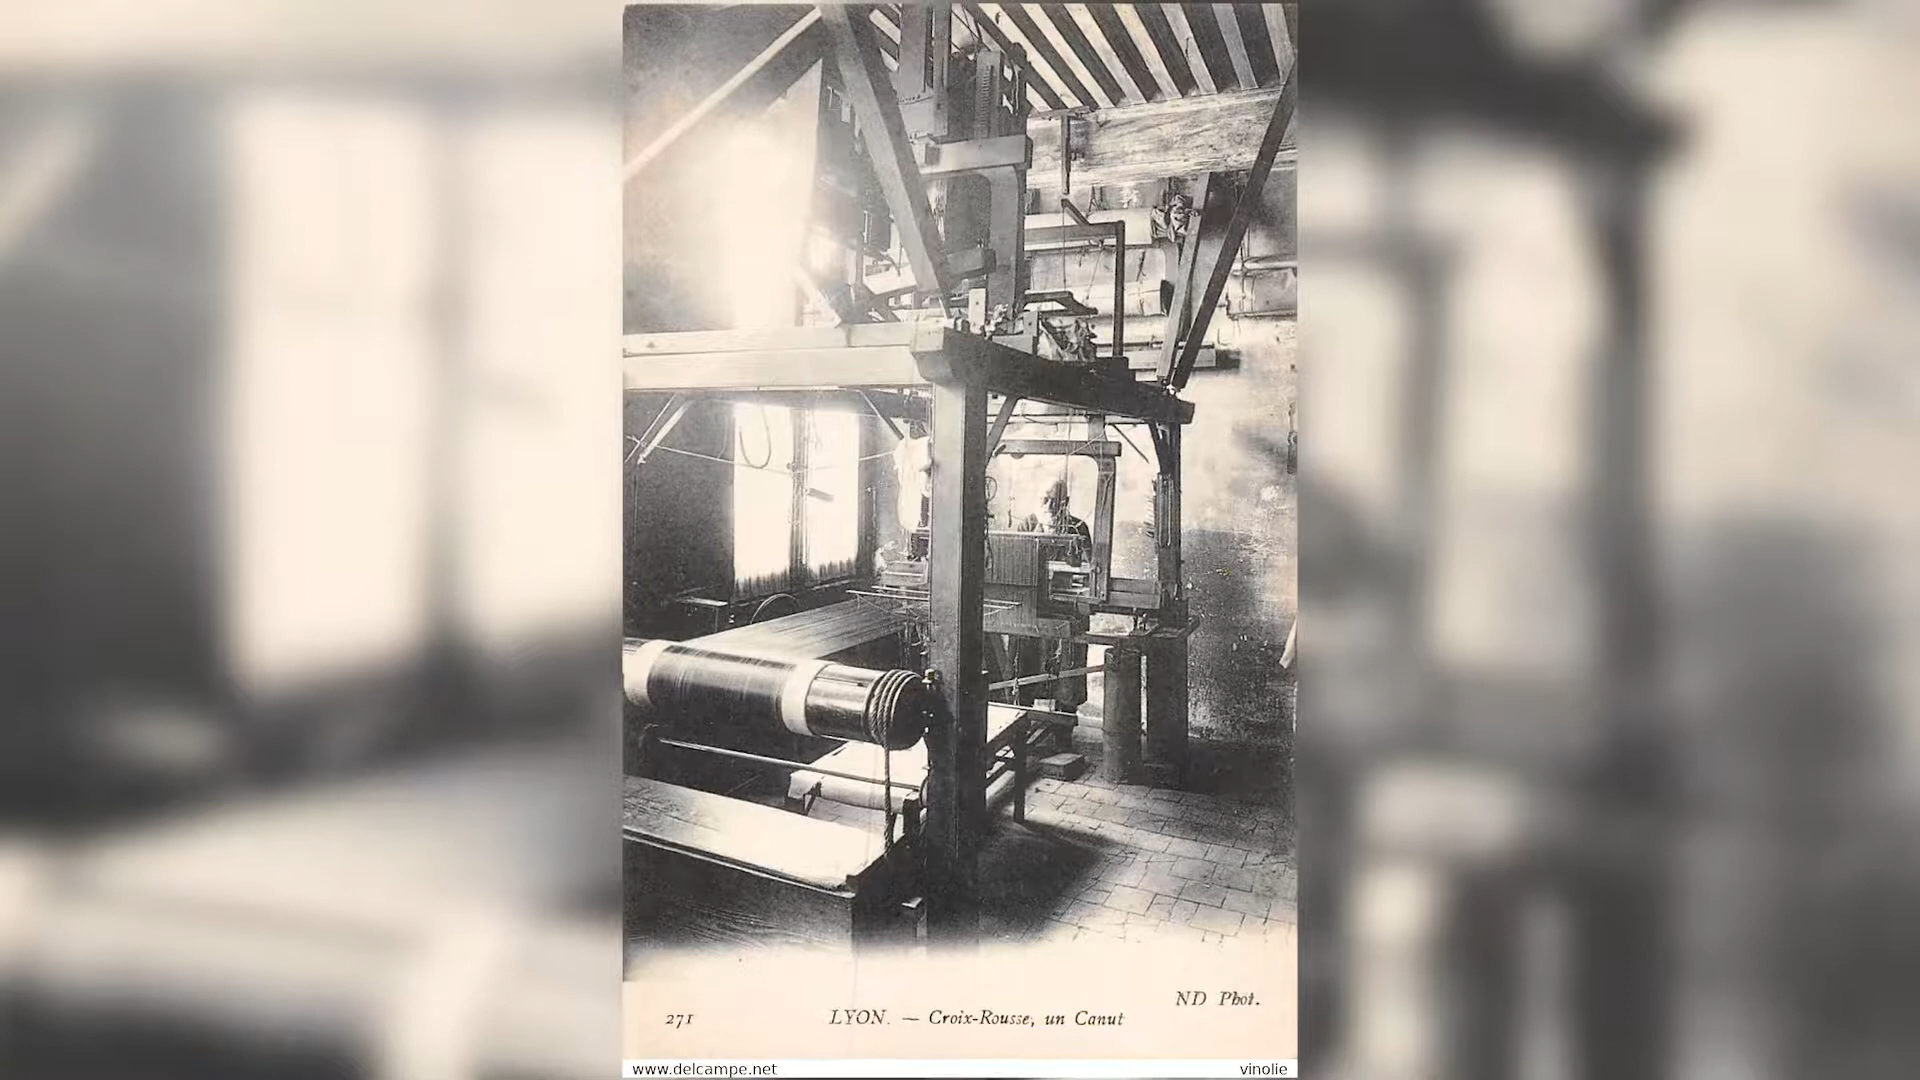 ND Phot.
271 LYON. — Croix-Rousse, un Canut
www.delcampe.net vinolie